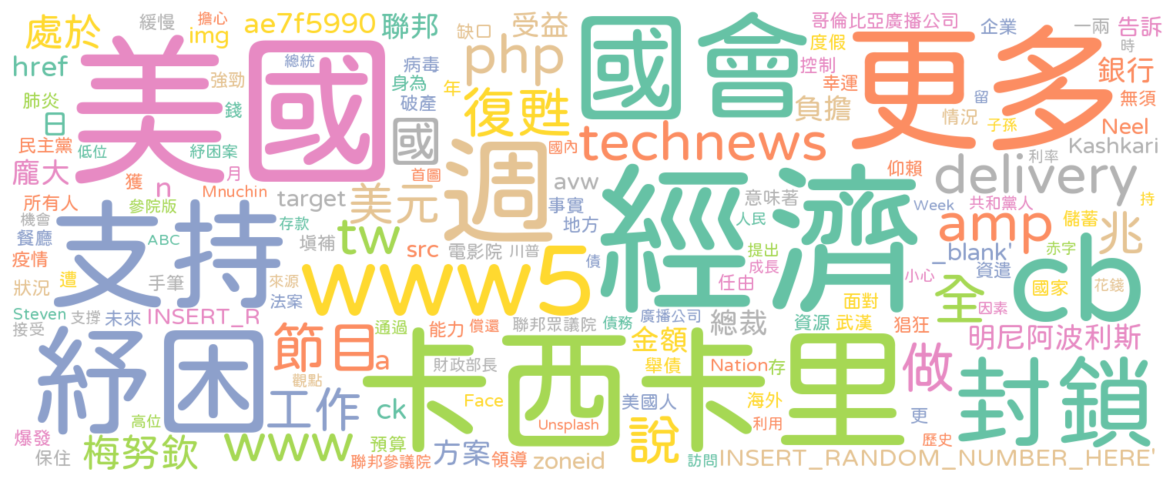 擔心 緩慢 ae7f5990 聯邦 缺口 受益 哥倫比亞廣播公司 企業 一兩 告訴
處於 img 度假 時
href 美國 總統 強勁 病毒 身為 php 國會 控制 幸運 更多 銀行
肺炎 錢 破產 年 復甦 負擔 情況 留 無須
日 子孫 Neel
民主黨 低位 紓困案 國 國內 technews Kashkari
龐大 獲 月 Mnuchin 首圖 週 仰賴 利率 delivery
n target 美元 avw 意味著 共和黨人
所有人 參院版 存款 事實 經濟 Week 持
機會 支持 人民 儲蓄 amp 兆
餐廳 ABC 填補 tw src 電影院 川普 地方 提出 _blank' 赤字
疫情 手筆 www5 債 成長 小心 資遣 cb
狀況 遭 來源 法案 任由 全 國家 花錢
Steven 支撐 未來 INSERT_R 面對 因素
接受 通過 能力 償還 聯邦眾議院 債務 廣播公司 總裁 資源 武漢 猖狂 明尼阿波利斯
紓困 節目 a 財政部長 金額 舉債 做 封鎖
觀點 卡西卡里 Nation 存
工作 ck Face 美國人 海外 更
爆發 高位 www Unsplash 說 利用 歷史
保住 梅努欽 預算 方案 領導 zoneid 訪問 INSERT_RANDOM_NUMBER_HERE'
聯邦參議院